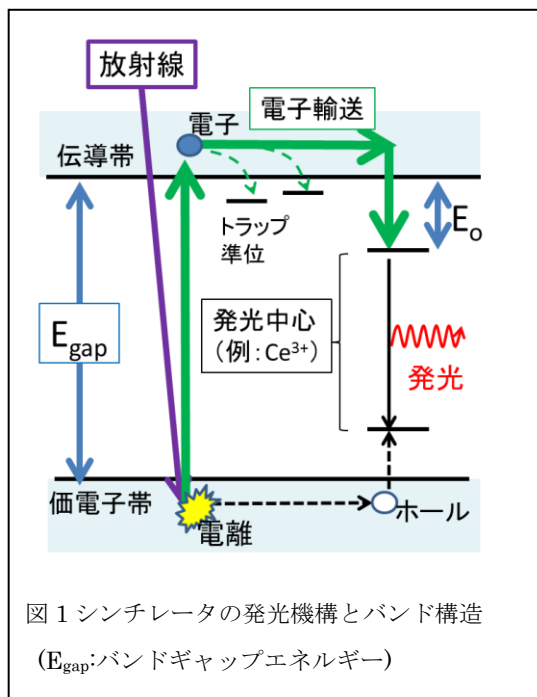 放射線
電子
電子輸送
伝導帯
トラップ
準位
Eo
Egap
発光中心
(例:Ce³⁺)
発光
価電子帯
電離
ホール
図 1 シンチレータの発光機構とバンド構造
(Egap:バンドギャップエネルギー)